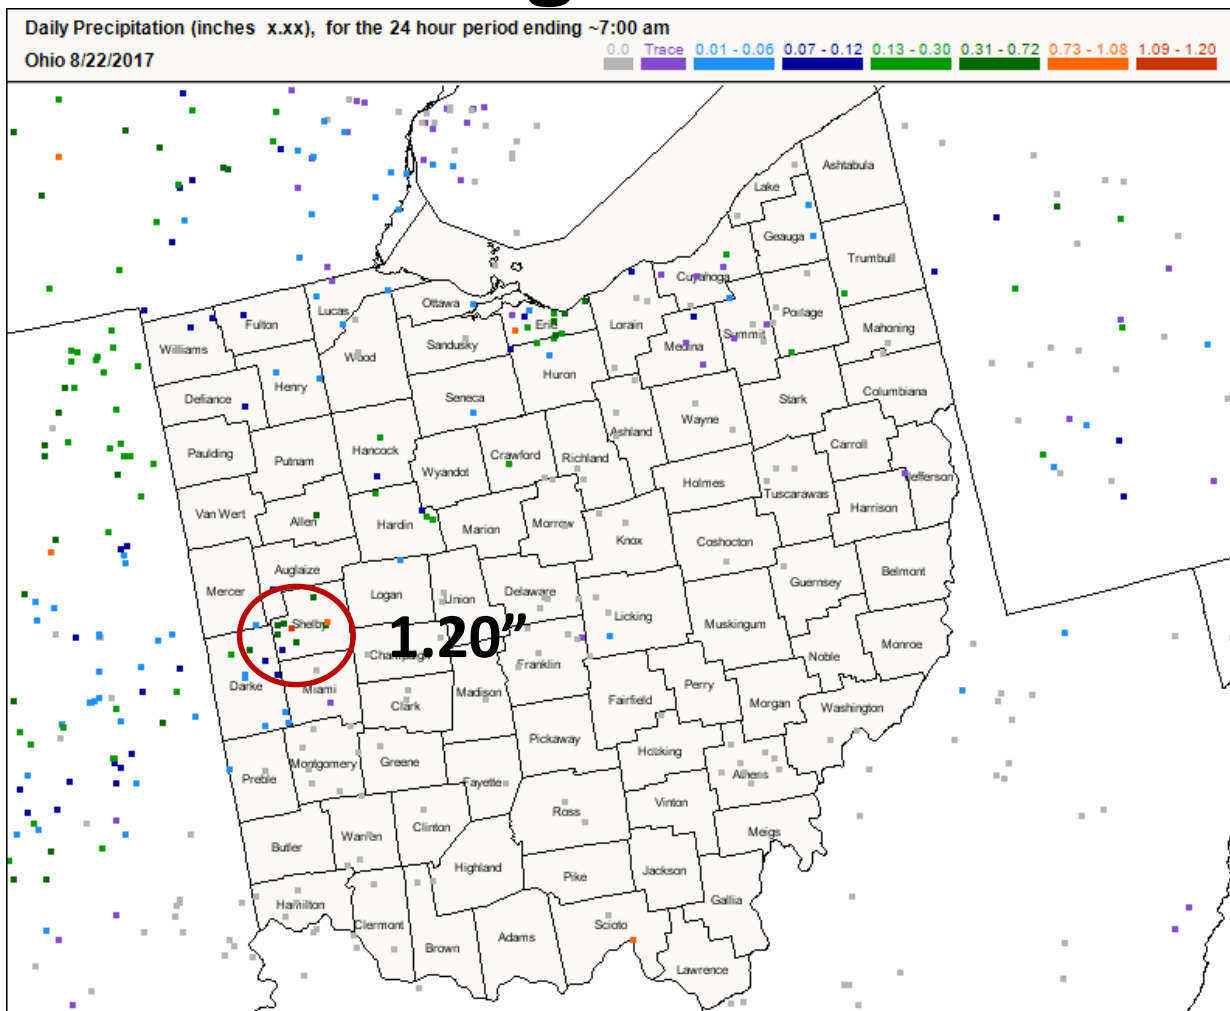 Daily Precipitation (inches x.xx), for the 24 hour period ending ~7:00 am
Ohio 8/22/2017
0.0 Trace 0.01 - 0.06 0.07 - 0.12 0.13 - 0.30 0.31 - 0.72 0.73 - 1.08 1.09 - 1.20
Ashtabula
Lake
Geauga
Trumbull
Cuyahoga
Ottawa
Lucas
Portage
Fulton
Erie
Lorain
Mahoning
Summit
Williams
Wood
Sandusky
Medina
Huron
Henry
Columbiana
Defiance
Seneca
Stark
Wayne
Ashland
Carroll
Paulding
Putnam
Hancock
Crawford
Richland
Wyandot
Jefferson
Holmes
Tuscarawas
Harrison
Van Wert
Allen
Hardin
Marion
Morrow
Knox
Coshocton
Auglaize
Belmont
Guernsey
Mercer
Logan
Union
Delaware
Licking
Shelby
Muskingum
1.20”
Monroe
Champaign
Noble
Franklin
Darke
Miami
Madison
Perry
Fairfield
Morgan
Clark
Washington
Pickaway
Hocking
Montgomery
Greene
Athens
Preble
Fayette
Vinton
Ross
Clinton
Meigs
Warren
Butler
Highland
Jackson
Pike
Gallia
Hamilton
Clermont
Scioto
Adams
Brown
Lawrence